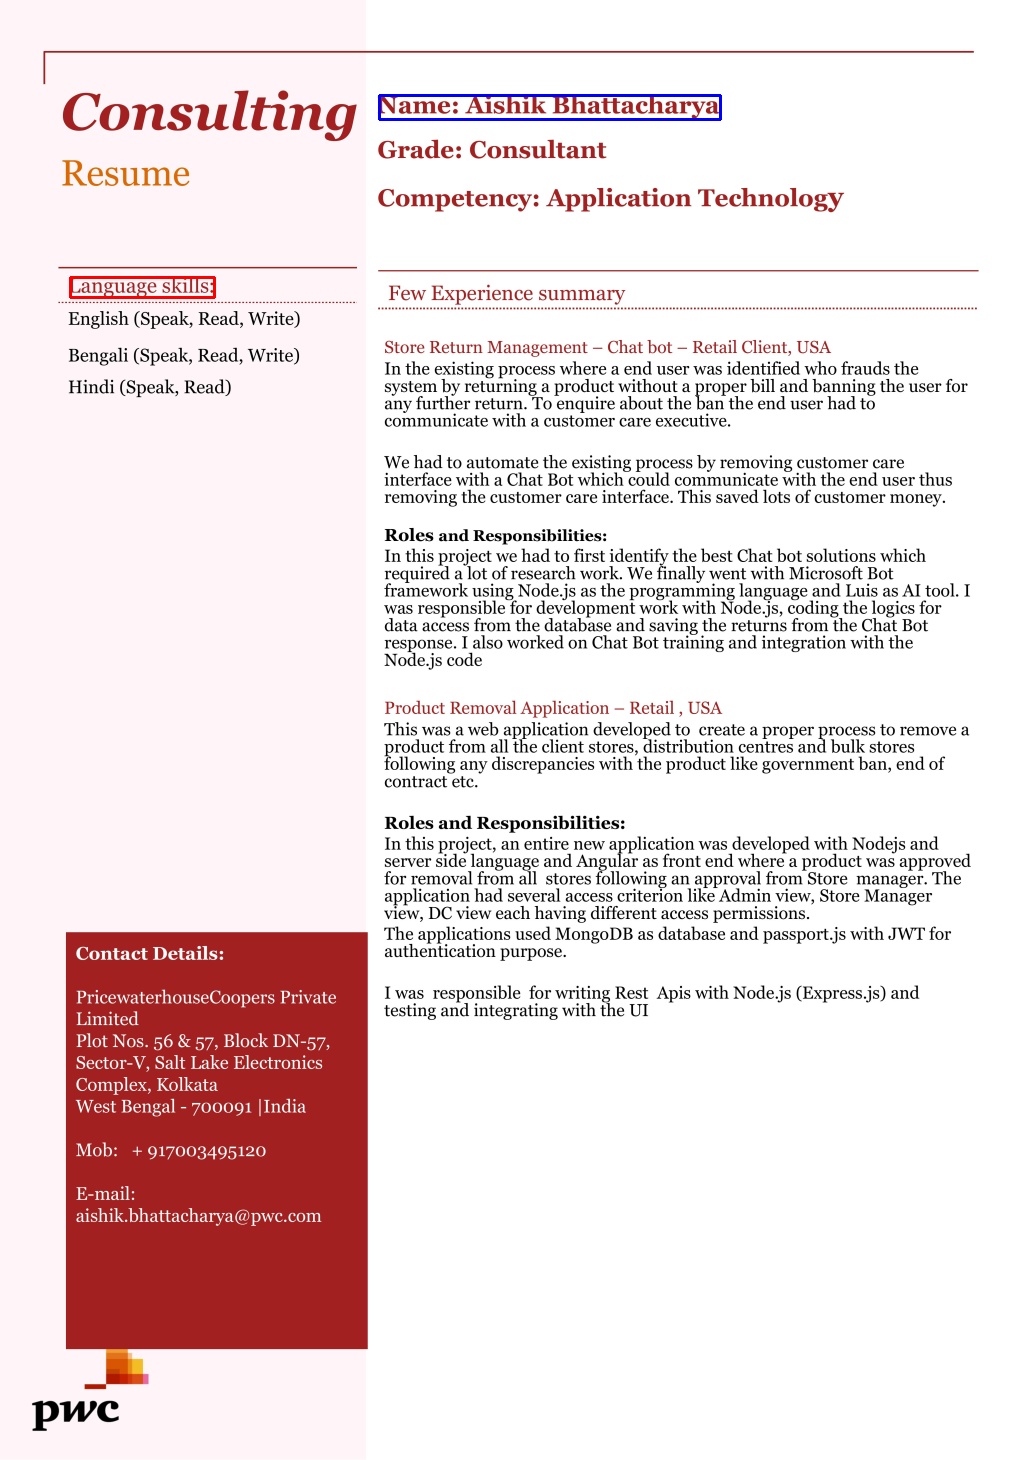 Consulting
Resume
Name: Aishik Bhattacharya
Grade: Consultant
Competency: Application Technology
Language skills:
English (Speak, Read, Write)
Bengali (Speak, Read, Write)
Hindi (Speak, Read)
Few Experience summary
Store Return Management – Chat bot – Retail Client, USA
In the existing process where a end user was identified who frauds the
system by returning a product without a proper bill and banning the user for
any further return. To enquire about the ban the end user had to
communicate with a customer care executive.
We had to automate the existing process by removing customer care
interface with a Chat Bot which could communicate with the end user thus
removing the customer care interface. This saved lots of customer money.
Roles and Responsibilities:
In this project we had to first identify the best Chat bot solutions which
required a lot of research work. We finally went with Microsoft Bot
framework using Node.js as the programming language and Luis as AI tool. I
was responsible for development work with Node.js, coding the logics for
data access from the database and saving the returns from the Chat Bot
response. I also worked on Chat Bot training and integration with the
Node.js code
Product Removal Application – Retail , USA
This was a web application developed to  create a proper process to remove a
product from all the client stores, distribution centres and bulk stores
following any discrepancies with the product like government ban, end of
contract etc.
Roles and Responsibilities:
In this project, an entire new application was developed with Nodejs and
server side language and Angular as front end where a product was approved
for removal from all  stores following an approval from Store  manager. The
application had several access criterion like Admin view, Store Manager
view, DC view each having different access permissions.
The applications used MongoDB as database and passport.js with JWT for
authentication purpose.
I was  responsible  for writing Rest  Apis with Node.js (Express.js) and
testing and integrating with the UI
Contact Details:
PricewaterhouseCoopers Private
Limited
Plot Nos. 56 & 57, Block DN-57,
Sector-V, Salt Lake Electronics
Complex, Kolkata
West Bengal - 700091 |India
Mob:   + 917003495120
E-mail:
aishik.bhattacharya@pwc.com
pwc